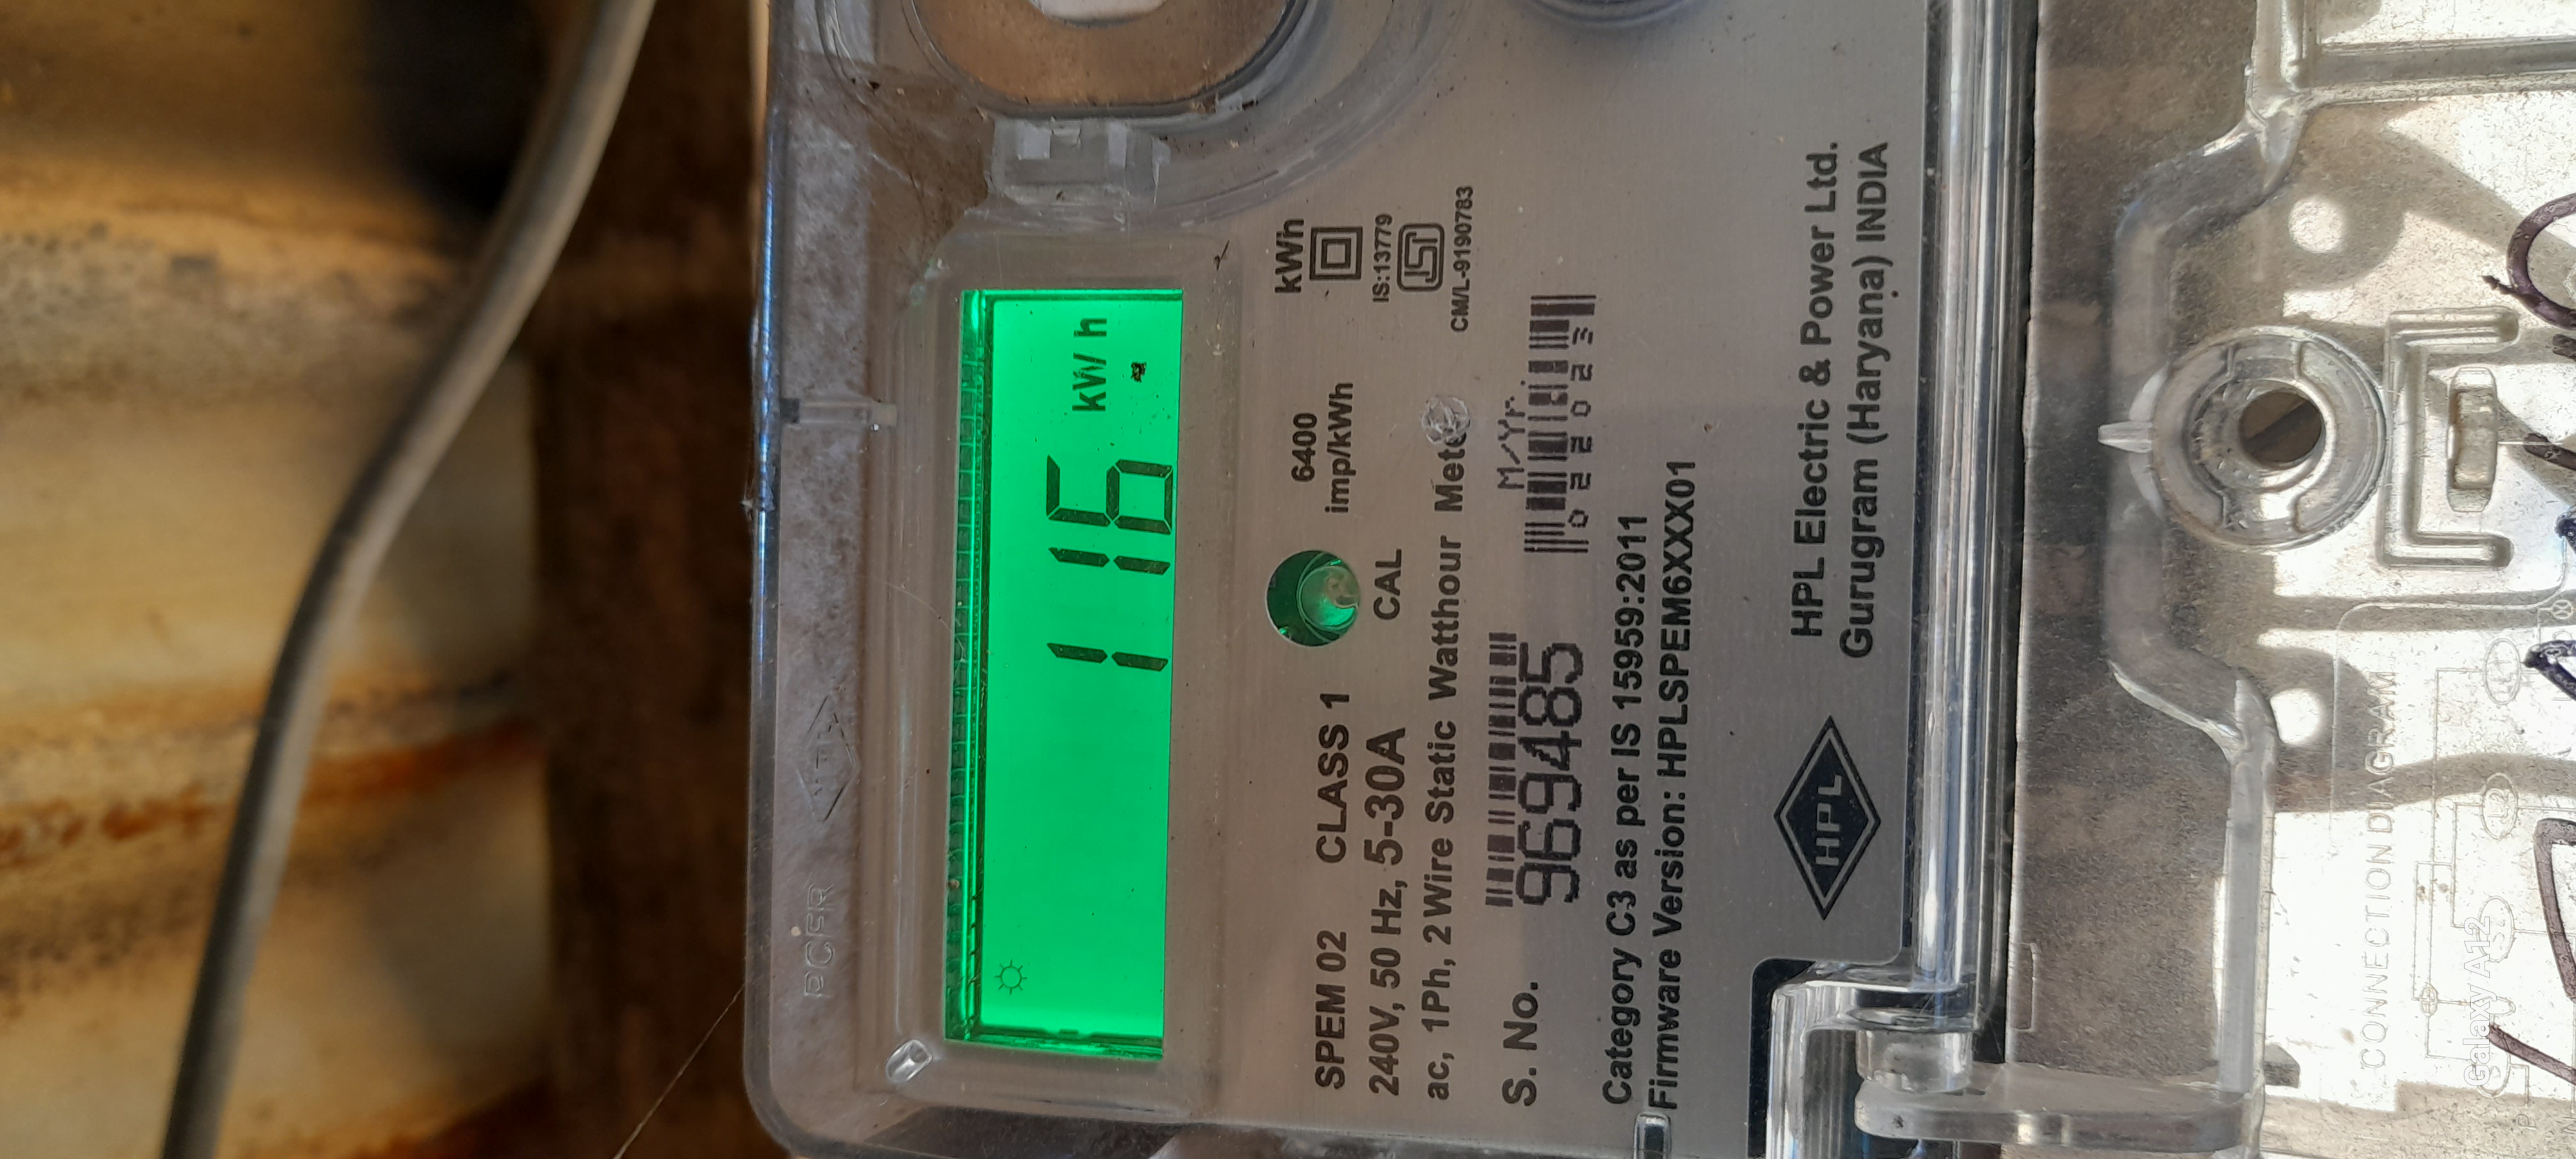 116 kWh
6400
imp/kWh
kWh
IS:13779
CM/L-9190783
CAL
SPEM 02 CLASS 1
240V, 50 Hz, 5-30A
ac, 1Ph, 2Wire Static Watthour Mete
M/Yr.
022023
S. No. 969485
Category C3 as per IS 15959:2011
Firmware Version: HPLSPEM6XXX01
HPL
HPL Electric & Power Ltd.
Gurugram (Haryana) INDIA
CONNECTION DIAGRAM
Galaxy A12